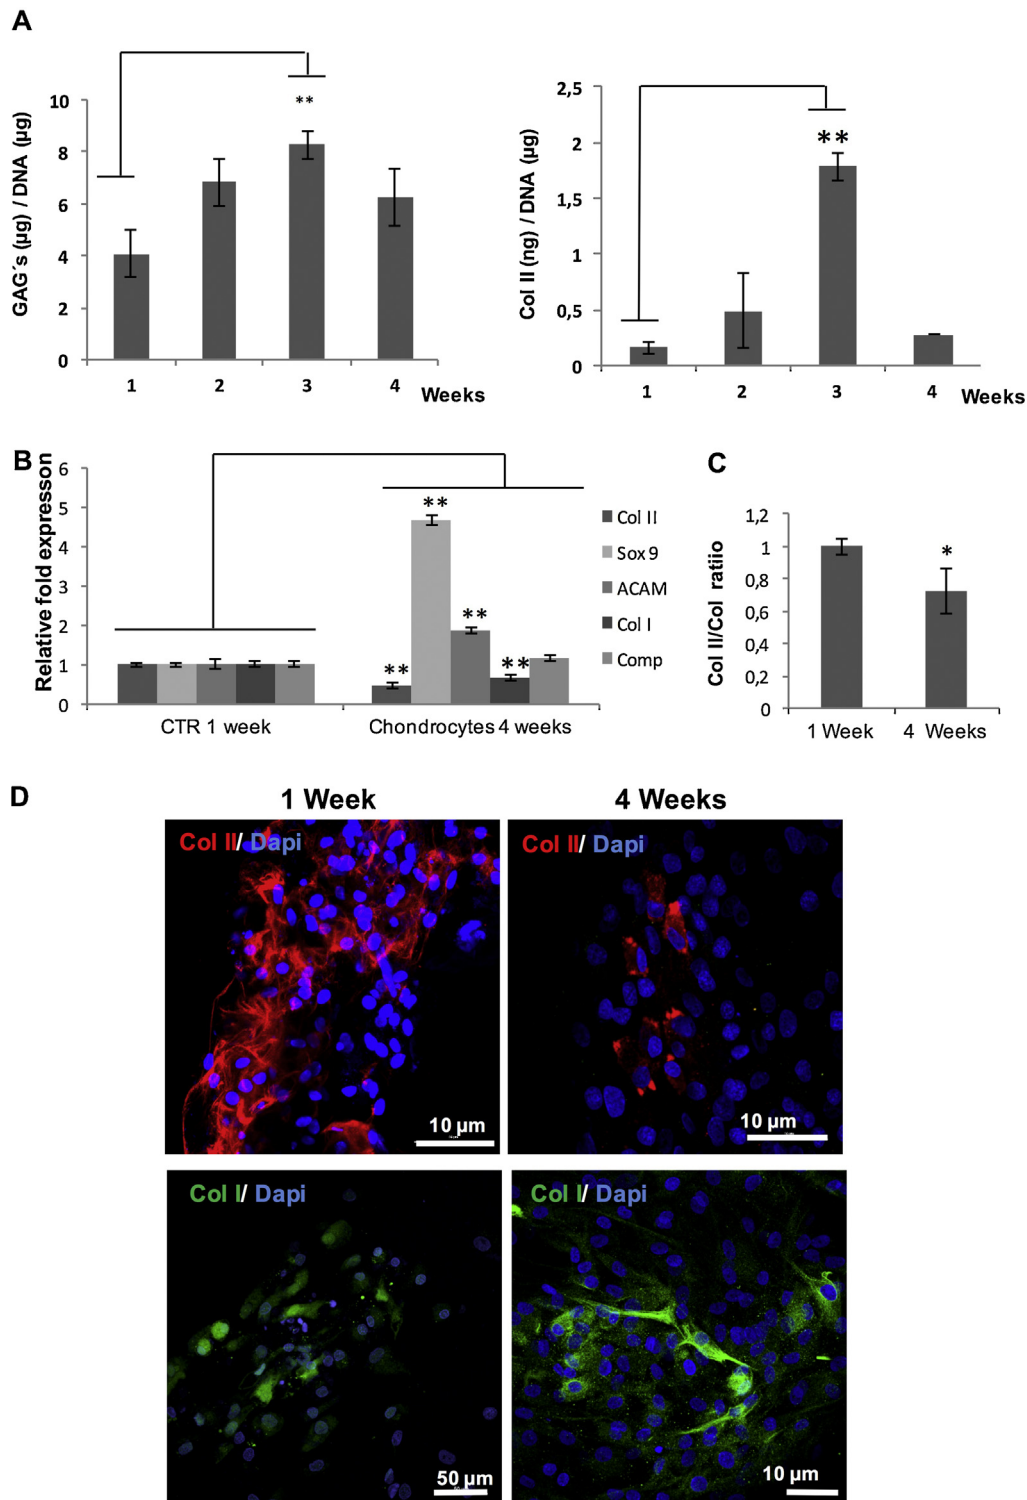 A
GAG´s (µg) / DNA (µg)
10
8
6
4
2
0
**
1 2 3 4 Weeks
Col II (ng) / DNA (µg)
2,5
2
1,5
1
0,5
0
**
1 2 3 4 Weeks
B
Relative fold expresson
6
5
4
3
2
1
0
**
**
**
**
CTR 1 week
Chondrocytes 4 weeks
Col II
Sox 9
ACAM
Col I
Comp
C
Col II/Col ratiio
1,2
1
0,8
0,6
0,4
0,2
0
*
1 Week
4 Weeks
D
1 Week
4 Weeks
Col II/ Dapi
10 µm
Col II/ Dapi
10 µm
Col I/ Dapi
50 µm
Col I/ Dapi
10 µm